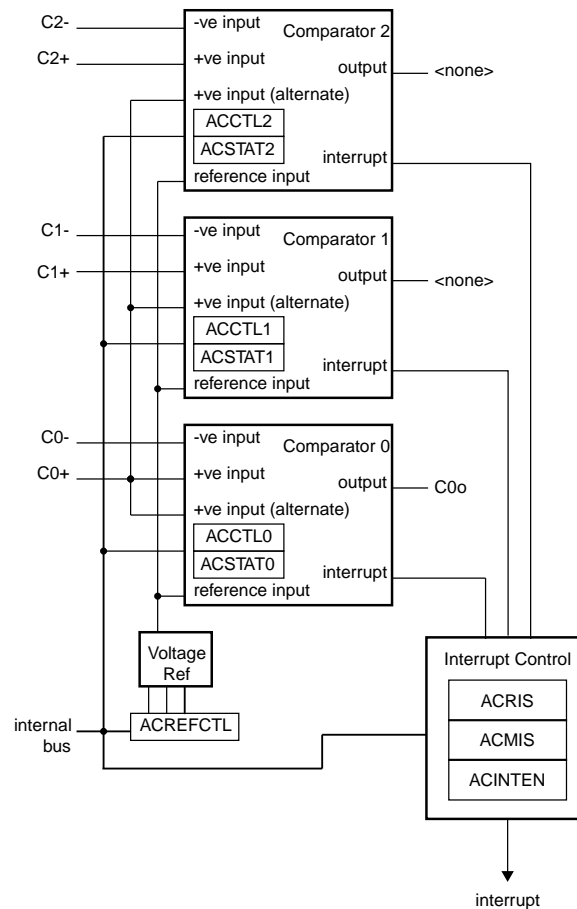 C2-
-ve input
Comparator 2
C2+
+ve input
output
<none>
+ve input (alternate)
ACCTL2
ACSTAT2
interrupt
reference input
C1-
-ve input
Comparator 1
C1+
+ve input
output
<none>
+ve input (alternate)
ACCTL1
ACSTAT1
interrupt
reference input
C0-
-ve input
Comparator 0
C0+
+ve input
output
C0o
+ve input (alternate)
ACCTL0
ACSTAT0
interrupt
reference input
Voltage
Ref
ACREFCTL
internal
bus
Interrupt Control
ACRIS
ACMIS
ACINTEN
interrupt